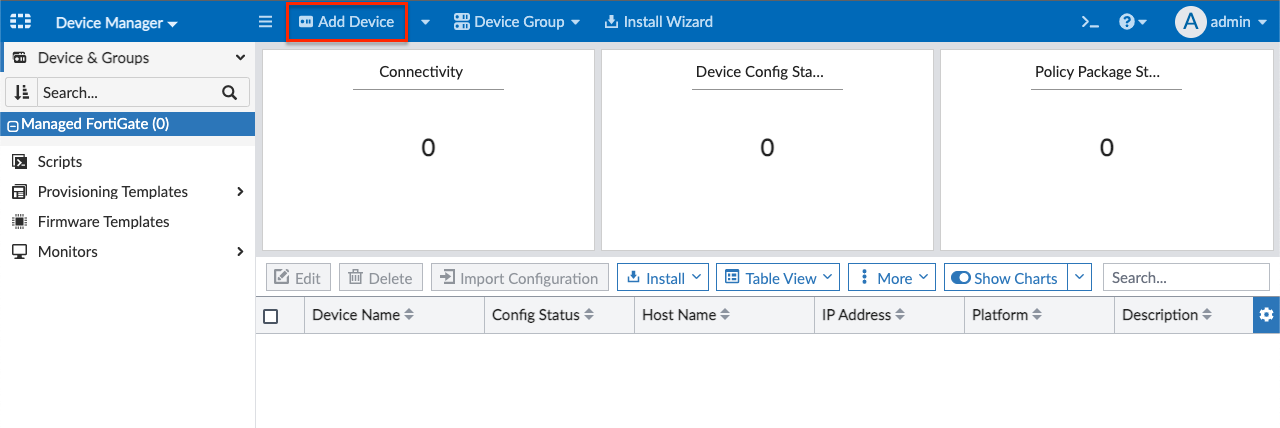 Device Manager
Add Device
Device Group
Install Wizard
A
admin
Device & Groups
Search...
Managed FortiGate (0)
Scripts
Provisioning Templates
Firmware Templates
Monitors
Connectivity
0
Device Config Sta...
0
Policy Package St...
0
Edit
Delete
Import Configuration
Install
Table View
More
Show Charts
Search...
Device Name
Config Status
Host Name
IP Address
Platform
Description